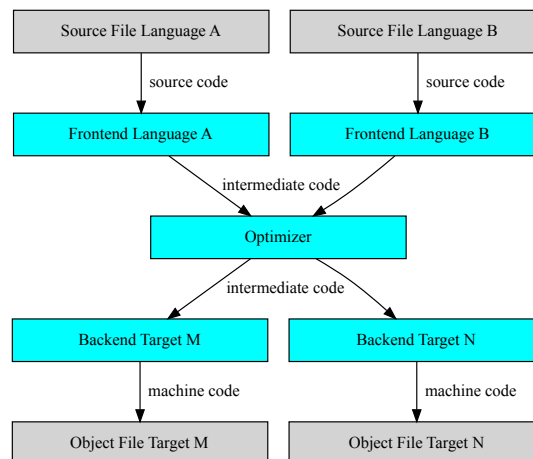 Source File Language A
Source File Language B
source code
source code
Frontend Language A
Frontend Language B
intermediate code
Optimizer
intermediate code
Backend Target M
Backend Target N
machine code
machine code
Object File Target M
Object File Target N